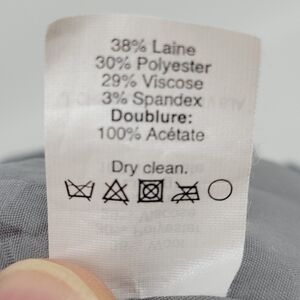 38% Laine
30% Polyester
29% Viscose
3% Spandex
Doublure:
100% Acétate
Dry clean.